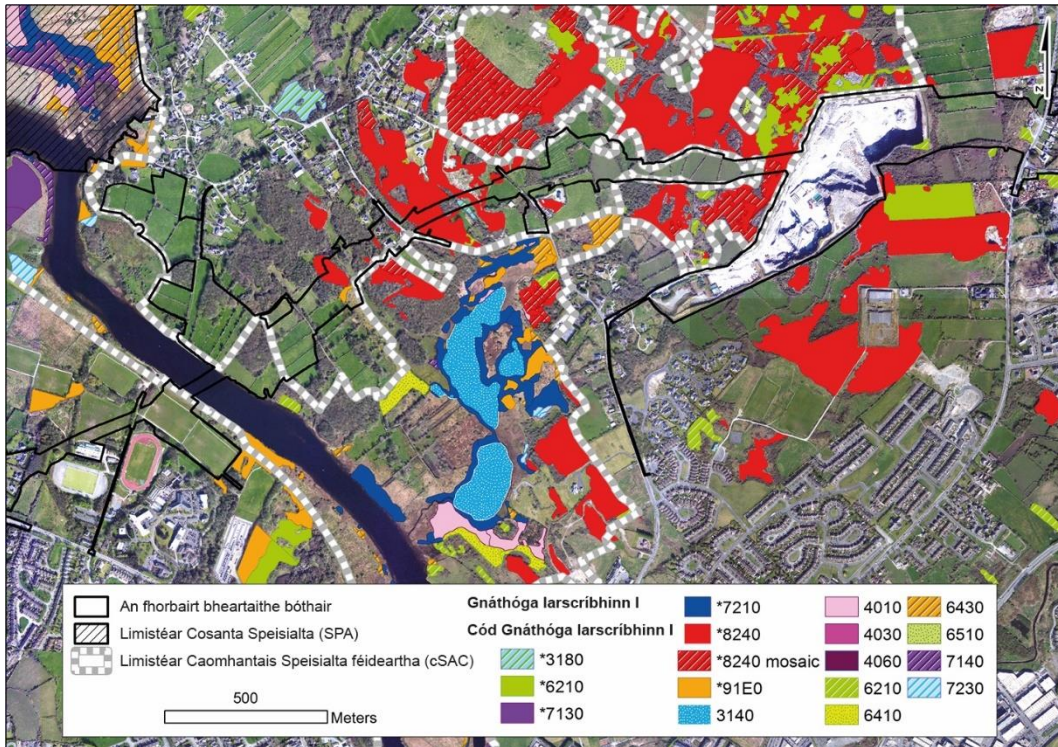 N
An fhorbairt bheartaithe bóthair
Limistéar Cosanta Speisialta (SPA)
Limistéar Caomhantais Speisialta féideartha (cSAC)
500
Meters
Gnáthóga Iarscríbhinn I
Cód Gnáthóga Iarscríbhinn I
*3180
*6210
*7130
*7210
*8240
*8240 mosaic
*91E0
3140
4010
4030
4060
6210
6410
6430
6510
7140
7230